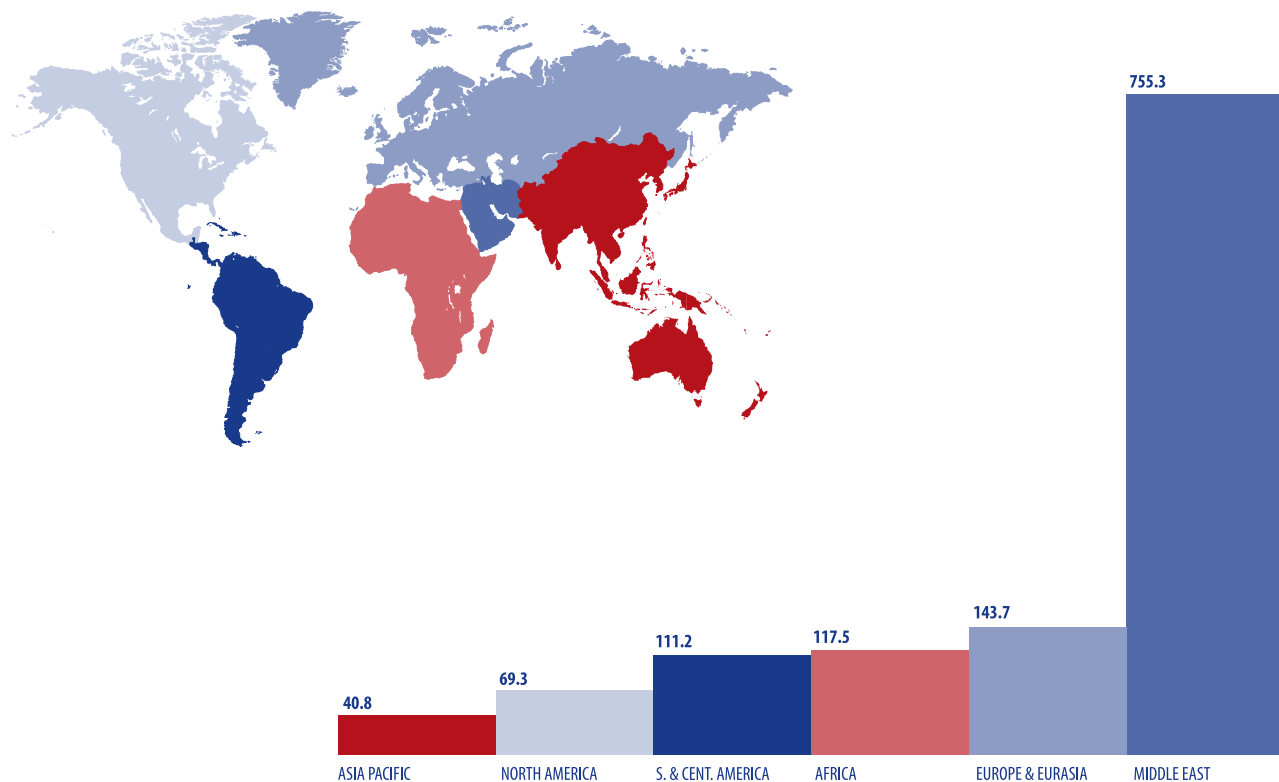 755.3
143.7
117.5
111.2
69.3
40.8
ASIA PACIFIC
NORTH AMERICA
S. & CENT. AMERICA
AFRICA
EUROPE & EURASIA
MIDDLE EAST